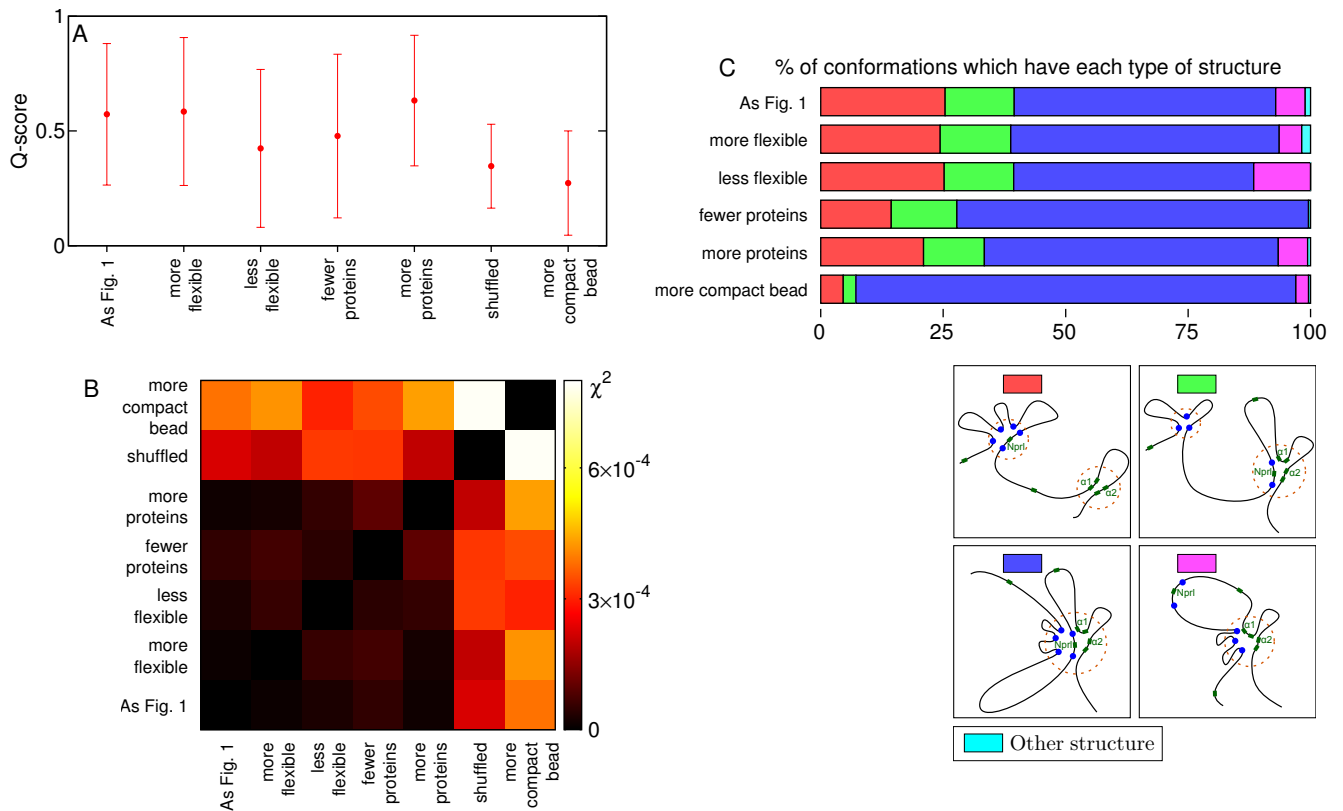 A
1
0.5
0
Q-score
As Fig. 1
more
flexible
less
flexible
fewer
proteins
more
proteins
shuffled
more
compact
bead
B
more
compact
bead
shuffled
more
proteins
fewer
proteins
less
flexible
more
flexible
As Fig. 1
As Fig. 1
more
flexible
less
flexible
fewer
proteins
more
proteins
shuffled
more
compact
bead
χ²
6×10⁻⁴
3×10⁻⁴
0
C % of conformations which have each type of structure
As Fig. 1
more flexible
less flexible
fewer proteins
more proteins
more compact bead
0 25 50 75 100
NprI
α1
α2
α1
NprI
α2
α1
NprI
α2
NprI
α1
α2
Other structure